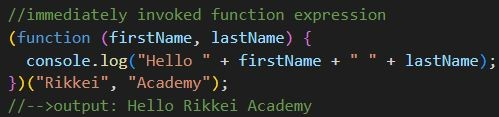 //immediately invoked function expression
(function (firstName, lastName) {
  console.log("Hello " + firstName + " " + lastName);
})("Rikkei", "Academy");
//-->output: Hello Rikkei Academy